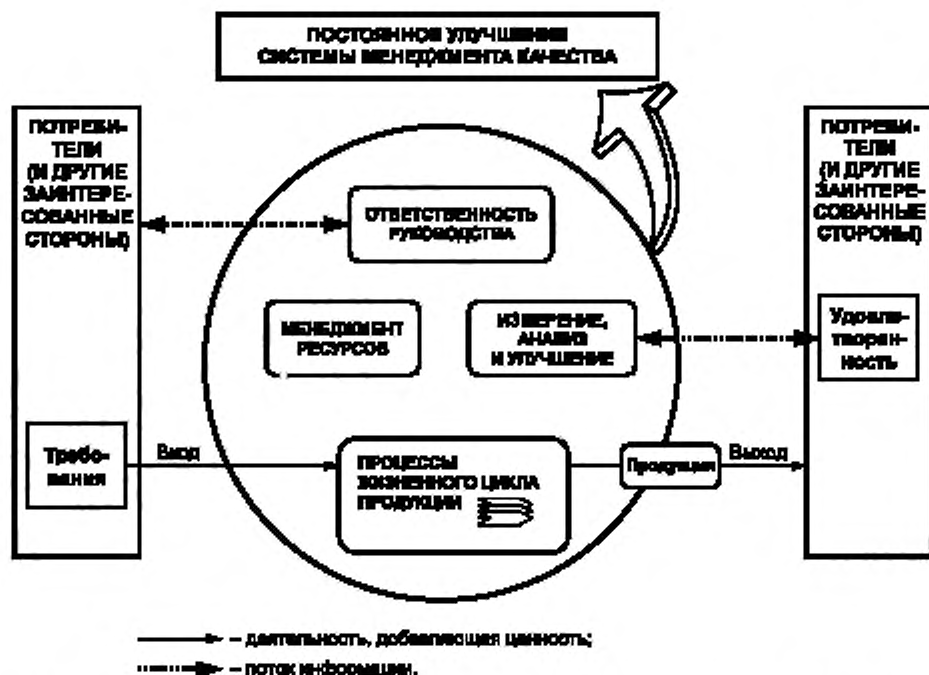 ПОСТОЯННОЕ УЛУЧШЕНИЕ
СИСТЕМЫ МЕНЕДЖМЕНТА КАЧЕСТВА
ПОТРЕБИ-
ТЕЛИ
(И ДРУГИЕ
ЗАИНТЕРЕ-
СОВАННЫЕ
СТОРОНЫ)
ОТВЕТСТВЕННОСТЬ
РУКОВОДСТВА
ПОТРЕБИ-
ТЕЛИ
(И ДРУГИЕ
ЗАИНТЕРЕ-
СОВАННЫЕ
СТОРОНЫ)
МЕНЕДЖМЕНТ
РЕСУРСОВ
ИЗМЕРЕНИЕ,
АНАЛИЗ
И УЛУЧШЕНИЕ
Удовле-
творен-
ность
Требо-
вания
Вход
ПРОЦЕССЫ
ЖИЗНЕННОГО ЦИКЛА
ПРОДУКЦИИ
Продукция
Выход
– деятельность, добавляющая ценность;
– поток информации.